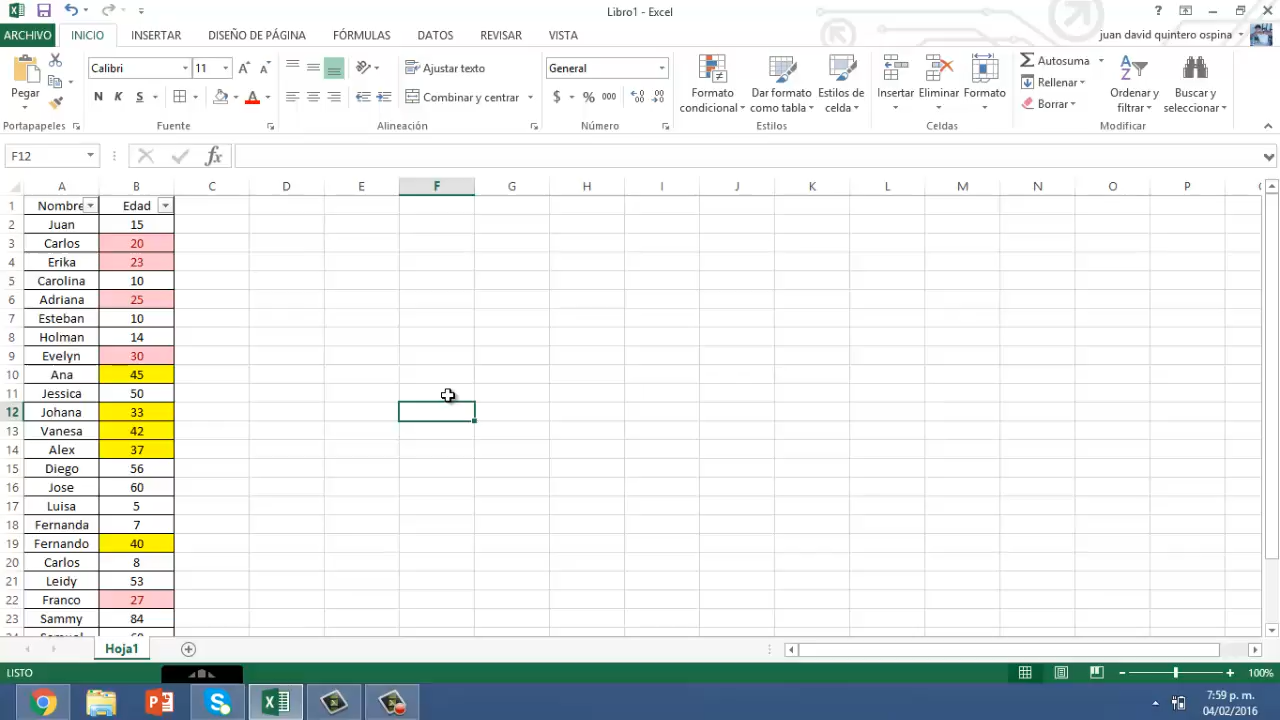 Libro1 - Excel
ARCHIVO INICIO INSERTAR DISEÑO DE PÁGINA FÓRMULAS DATOS REVISAR VISTA juan david quintero ospina
Pegar
Portapapeles
Calibri 11
N K S
Fuente
Ajustar texto
Combinar y centrar
Alineación
General
$ % 000
Número
Formato condicional
Dar formato como tabla
Estilos de celda
Estilos
Insertar Eliminar Formato
Celdas
Autosuma
Rellenar
Borrar
Ordenar y filtrar
Buscar y seleccionar
Modificar
F12 fx
A B C D E F G H I J K L M N O P
1 Nombre Edad
2 Juan 15
3 Carlos 20
4 Erika 23
5 Carolina 10
6 Adriana 25
7 Esteban 10
8 Holman 14
9 Evelyn 30
10 Ana 45
11 Jessica 50
12 Johana 33
13 Vanesa 42
14 Alex 37
15 Diego 56
16 Jose 60
17 Luisa 5
18 Fernanda 7
19 Fernando 40
20 Carlos 8
21 Leidy 53
22 Franco 27
23 Sammy 84
Hoja1
LISTO 100%
7:59 p. m.
04/02/2016